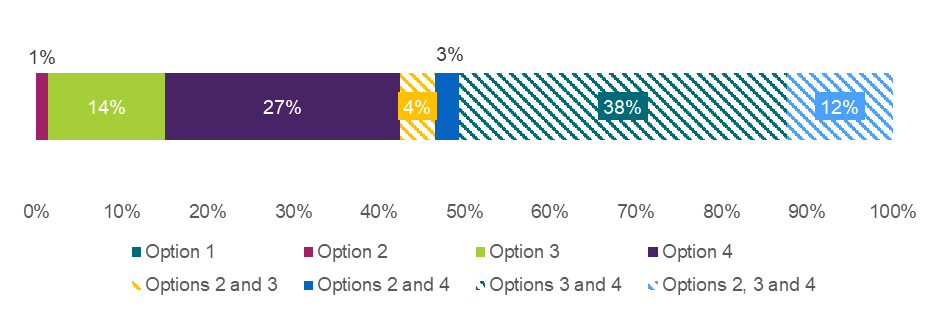 3%
1%
14% 27% 4% 38% 12%
0% 10% 20% 30% 40% 50% 60% 70% 80% 90% 100%
Option 1 Option 2 Option 3 Option 4
Options 2 and 3 Options 2 and 4 Options 3 and 4 Options 2, 3 and 4